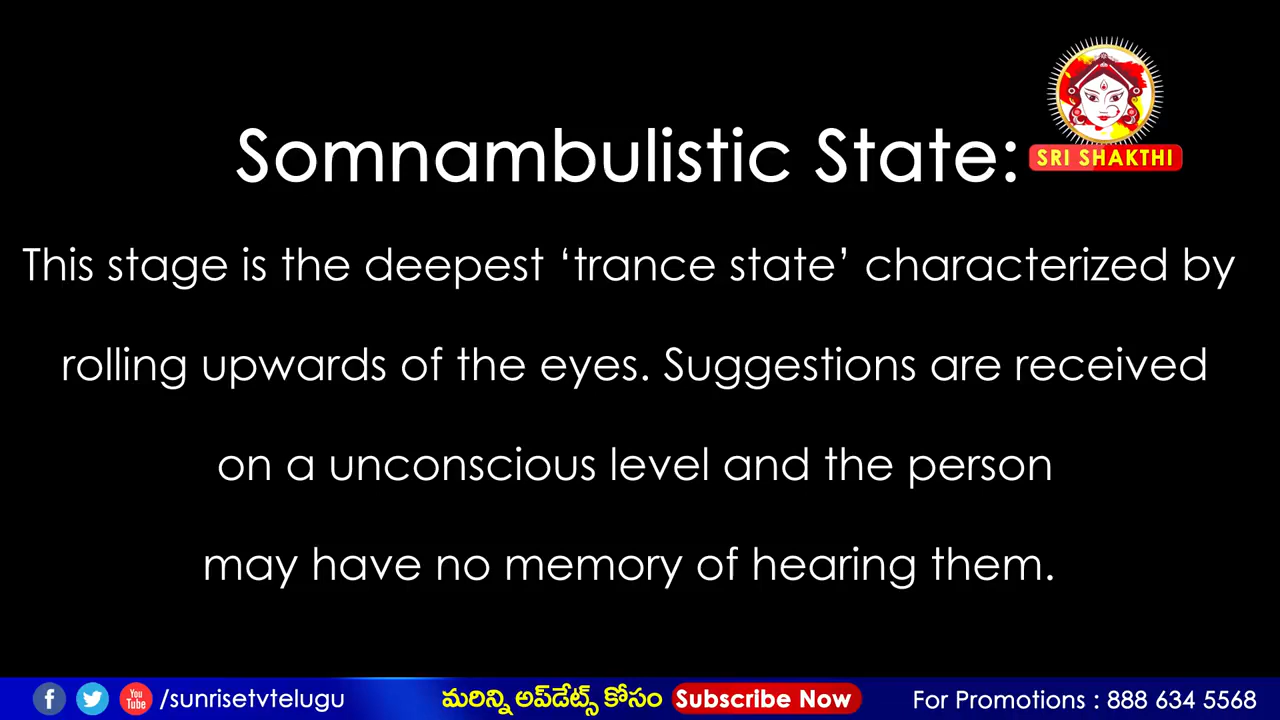 Somnambulistic State:
SRI SHAKTHI
This stage is the deepest ‘trance state’ characterized by
rolling upwards of the eyes. Suggestions are received
on a unconscious level and the person
may have no memory of hearing them.
f You Tube /sunrisetvtelugu మరిన్ని అప్‌డేట్స్ కోసం Subscribe Now For Promotions : 888 634 5568